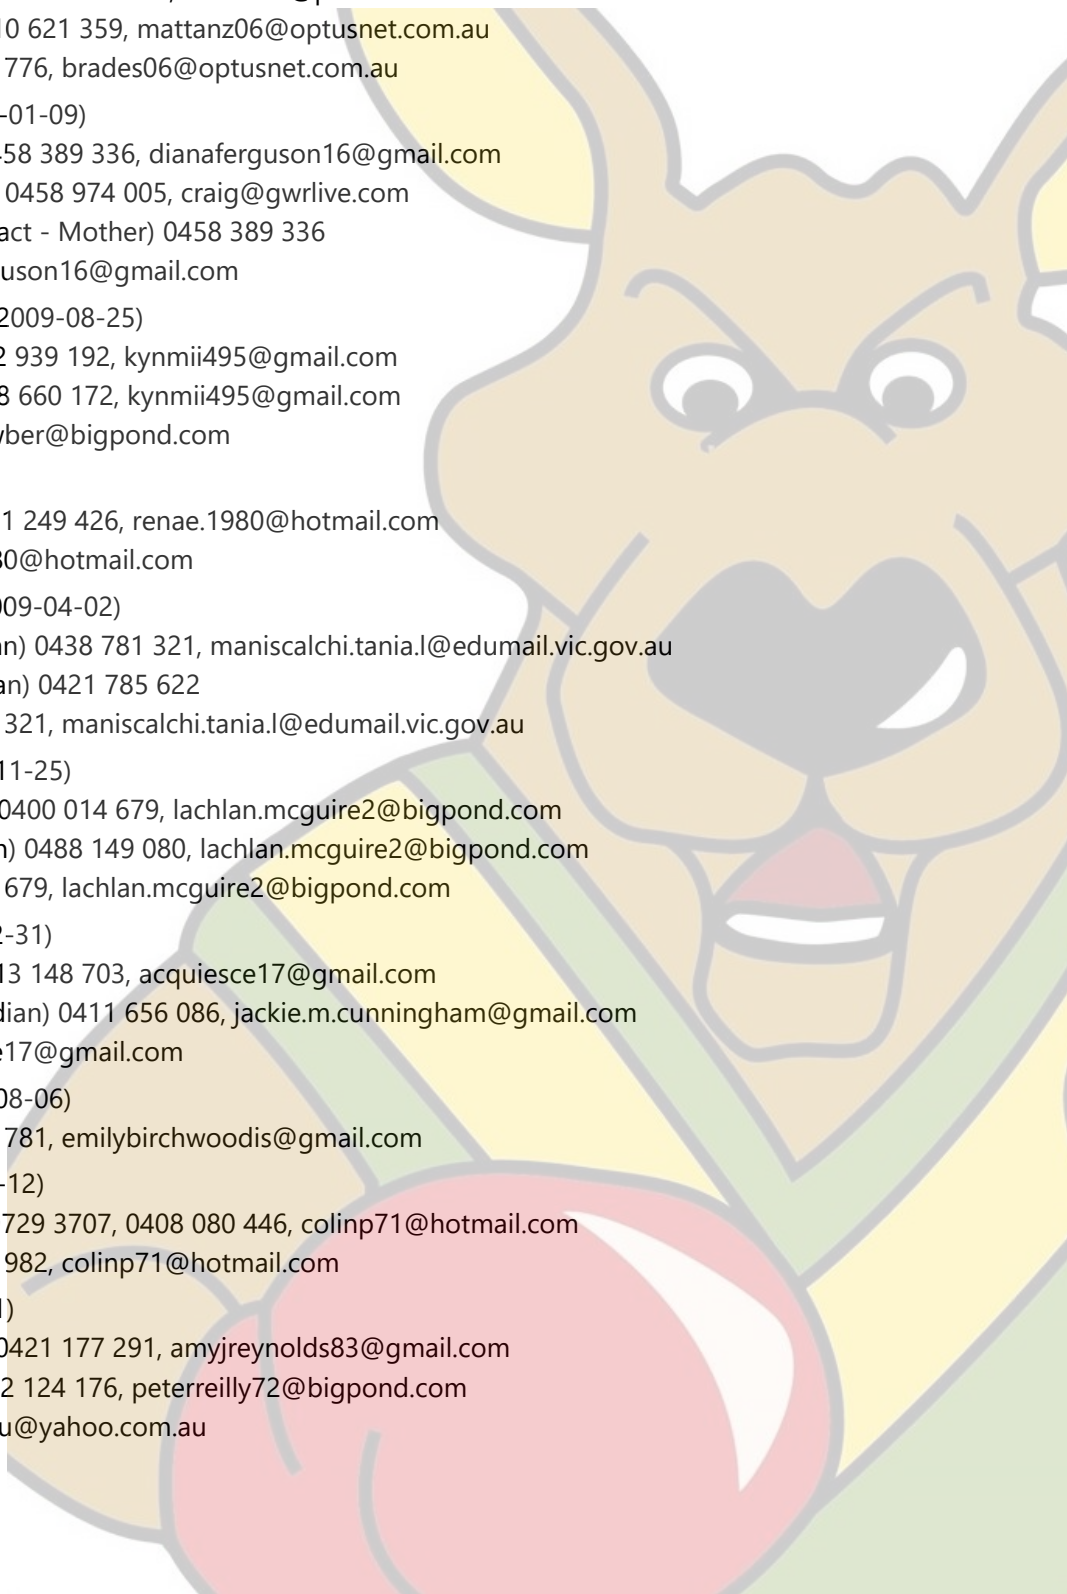 10 621 359, mattanz06@optusnet.com.au
776, brades06@optusnet.com.au
-01-09)
58 389 336, dianaferguson16@gmail.com
0458 974 005, craig@gwrlive.com
act - Mother) 0458 389 336
uson16@gmail.com
2009-08-25)
2 939 192, kynmii495@gmail.com
8 660 172, kynmii495@gmail.com
ber@bigpond.com
1 249 426, renae.1980@hotmail.com
80@hotmail.com
09-04-02)
an) 0438 781 321, maniscalchi.tania.l@edumail.vic.gov.au
an) 0421 785 622
321, maniscalchi.tania.l@edumail.vic.gov.au
11-25)
0400 014 679, lachlan.mcguire2@bigpond.com
n) 0488 149 080, lachlan.mcguire2@bigpond.com
679, lachlan.mcguire2@bigpond.com
2-31)
13 148 703, acquiesce17@gmail.com
dian) 0411 656 086, jackie.m.cunningham@gmail.com
e17@gmail.com
08-06)
781, emilybirchwoodis@gmail.com
-12)
729 3707, 0408 080 446, colinp71@hotmail.com
982, colinp71@hotmail.com
1)
0421 177 291, amyjreynolds83@gmail.com
2 124 176, peterreilly72@bigpond.com
u@yahoo.com.au